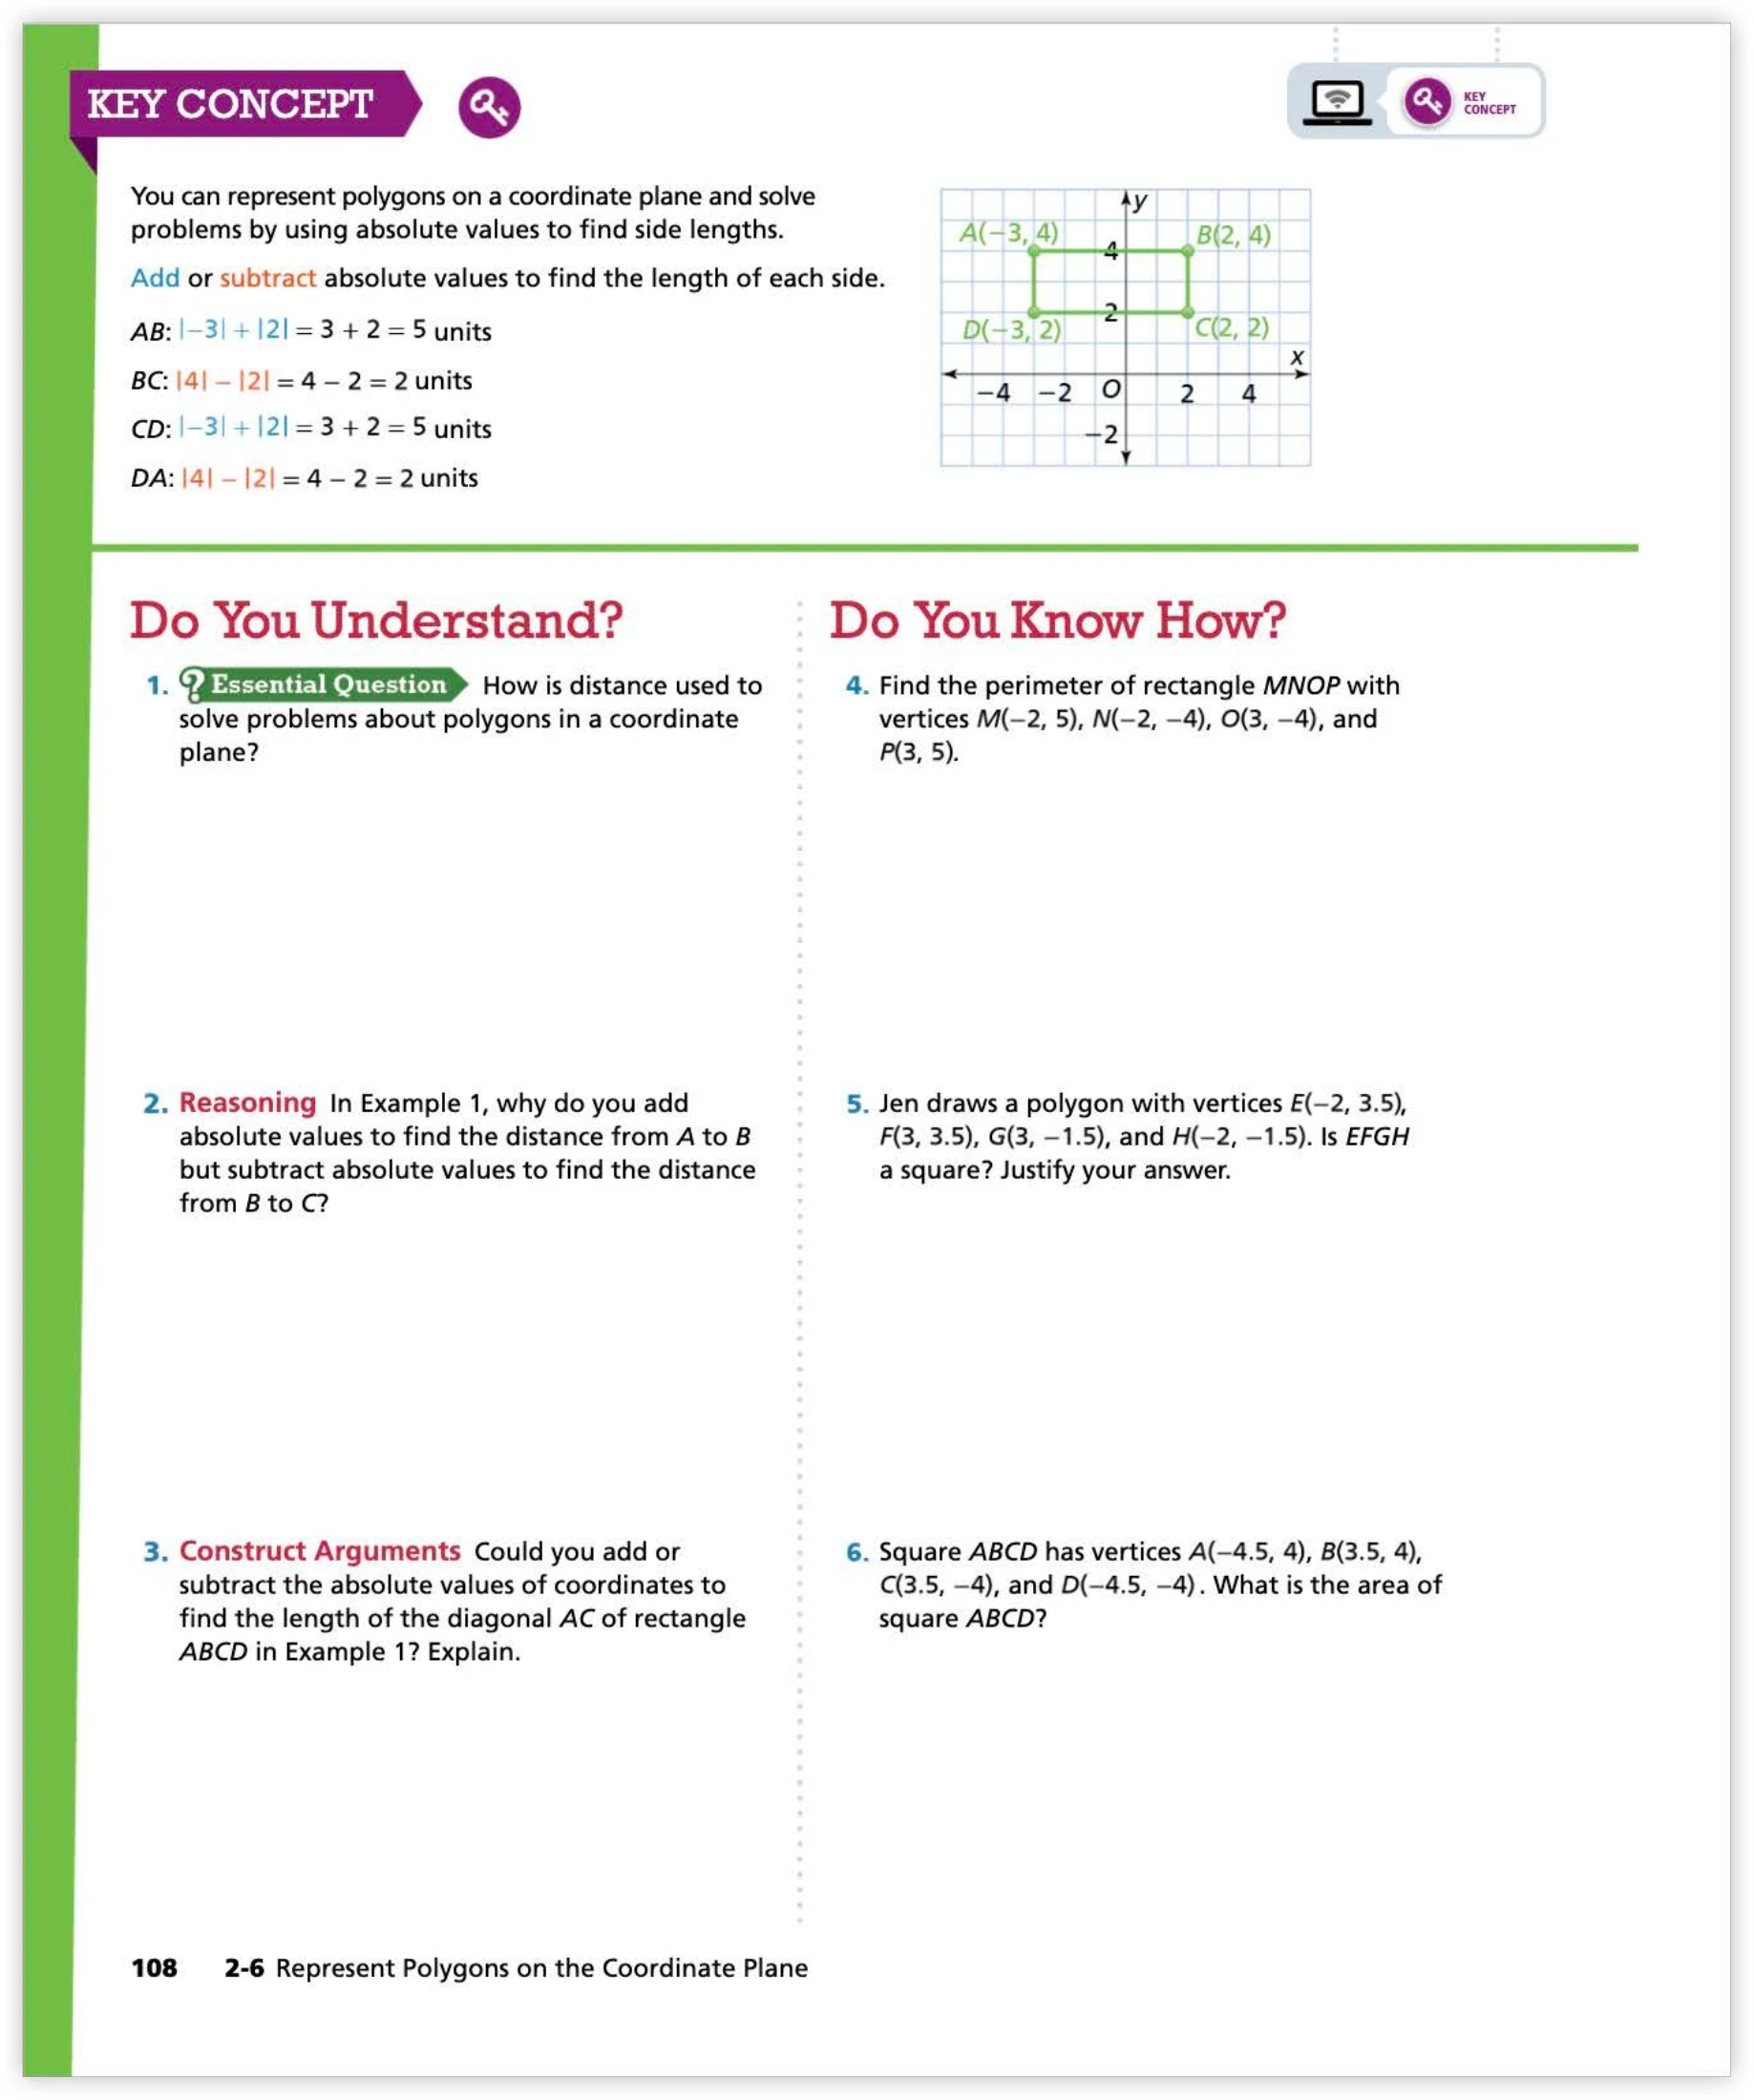 KEY CONCEPT
KEY
CONCEPT
You can represent polygons on a coordinate plane and solve
problems by using absolute values to find side lengths.
Add or subtract absolute values to find the length of each side.
AB: |−3| + |2| = 3 + 2 = 5 units
BC: |4| − |2| = 4 − 2 = 2 units
CD: |−3| + |2| = 3 + 2 = 5 units
DA: |4| − |2| = 4 − 2 = 2 units
y
A(−3, 4)
4
B(2, 4)
D(−3, 2)
2
C(2, 2)
x
−4 −2 O 2 4
−2
Do You Understand?
1. ? Essential Question How is distance used to
solve problems about polygons in a coordinate
plane?
2. Reasoning In Example 1, why do you add
absolute values to find the distance from A to B
but subtract absolute values to find the distance
from B to C?
3. Construct Arguments Could you add or
subtract the absolute values of coordinates to
find the length of the diagonal AC of rectangle
ABCD in Example 1? Explain.
Do You Know How?
4. Find the perimeter of rectangle MNOP with
vertices M(−2, 5), N(−2, −4), O(3, −4), and
P(3, 5).
5. Jen draws a polygon with vertices E(−2, 3.5),
F(3, 3.5), G(3, −1.5), and H(−2, −1.5). Is EFGH
a square? Justify your answer.
6. Square ABCD has vertices A(−4.5, 4), B(3.5, 4),
C(3.5, −4), and D(−4.5, −4). What is the area of
square ABCD?
108 2-6 Represent Polygons on the Coordinate Plane